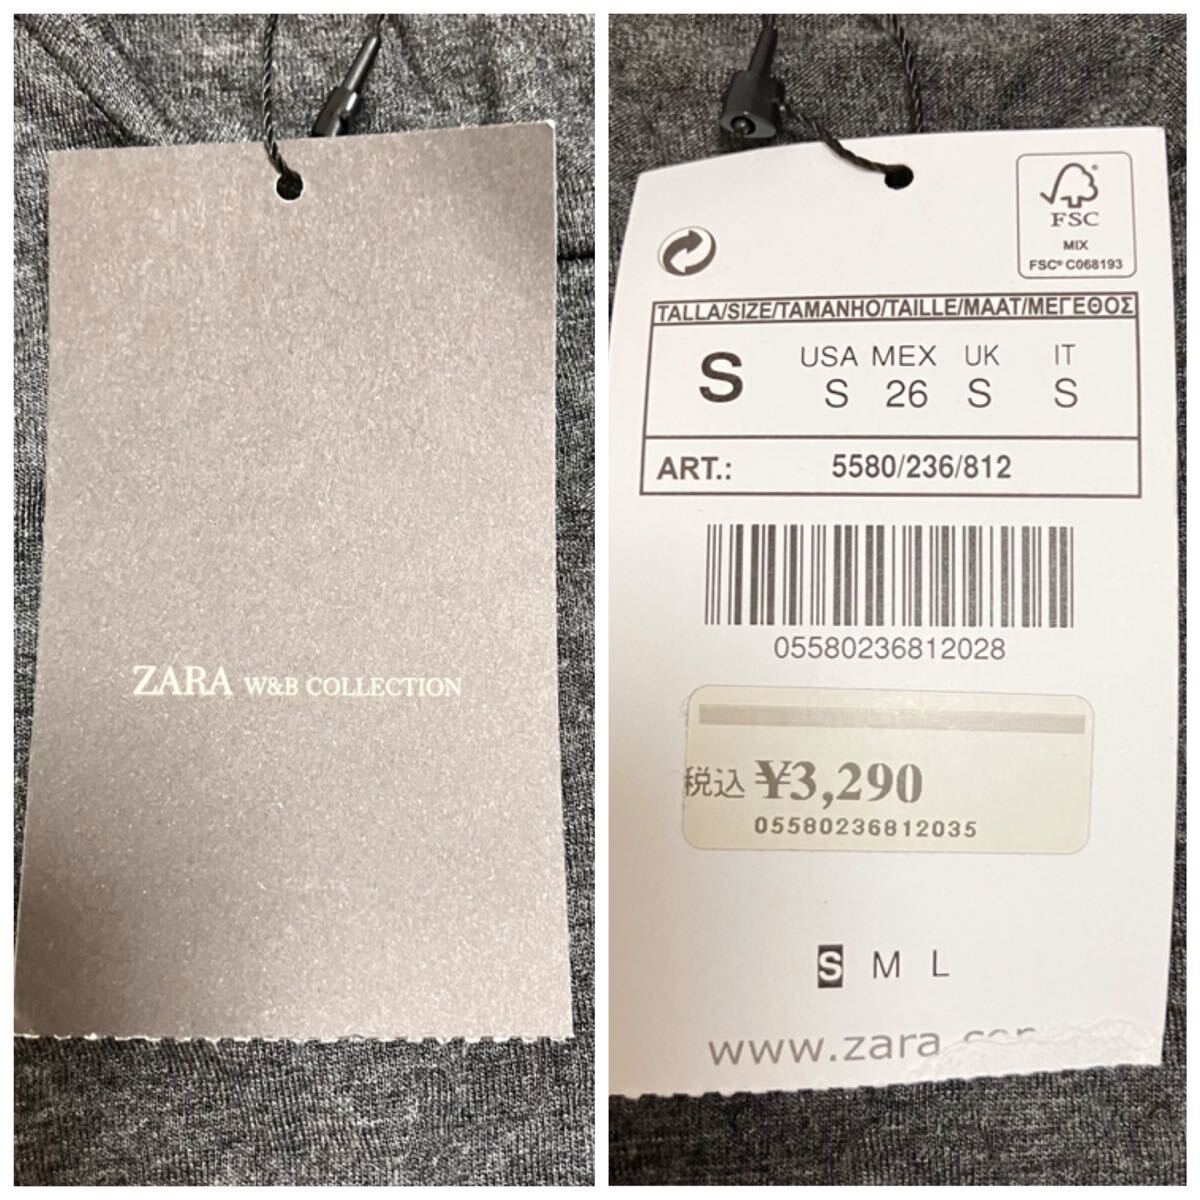 ZARA W&B COLLECTION
FSC
MIX
FSC® C068193
TALLA/SIZE/TAMANHO/TAILLE/MAAT/ΜΕΓΕΘΟΣ
S
USA MEX UK IT
S 26 S S
ART.: 5580/236/812
05580236812028
税込 ¥3,290
05580236812035
S M L
www.zara